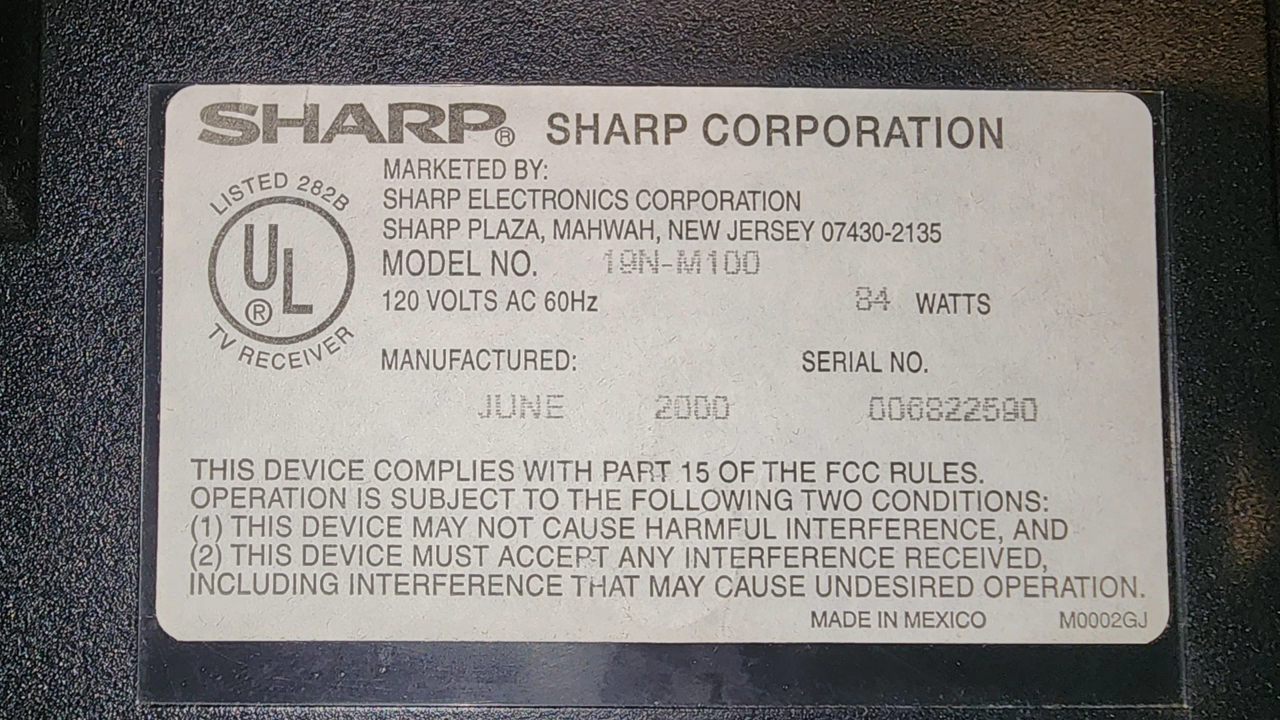 SHARP® SHARP CORPORATION
MARKETED BY:
SHARP ELECTRONICS CORPORATION
SHARP PLAZA, MAHWAH, NEW JERSEY 07430-2135
LISTED 282B
UL®
TV RECEIVER
MODEL NO. 19N-M100
120 VOLTS AC 60Hz 84 WATTS
MANUFACTURED: SERIAL NO.
JUNE 2000 006822590
THIS DEVICE COMPLIES WITH PART 15 OF THE FCC RULES.
OPERATION IS SUBJECT TO THE FOLLOWING TWO CONDITIONS:
(1) THIS DEVICE MAY NOT CAUSE HARMFUL INTERFERENCE, AND
(2) THIS DEVICE MUST ACCEPT ANY INTERFERENCE RECEIVED,
INCLUDING INTERFERENCE THAT MAY CAUSE UNDESIRED OPERATION.
MADE IN MEXICO M0002GJ